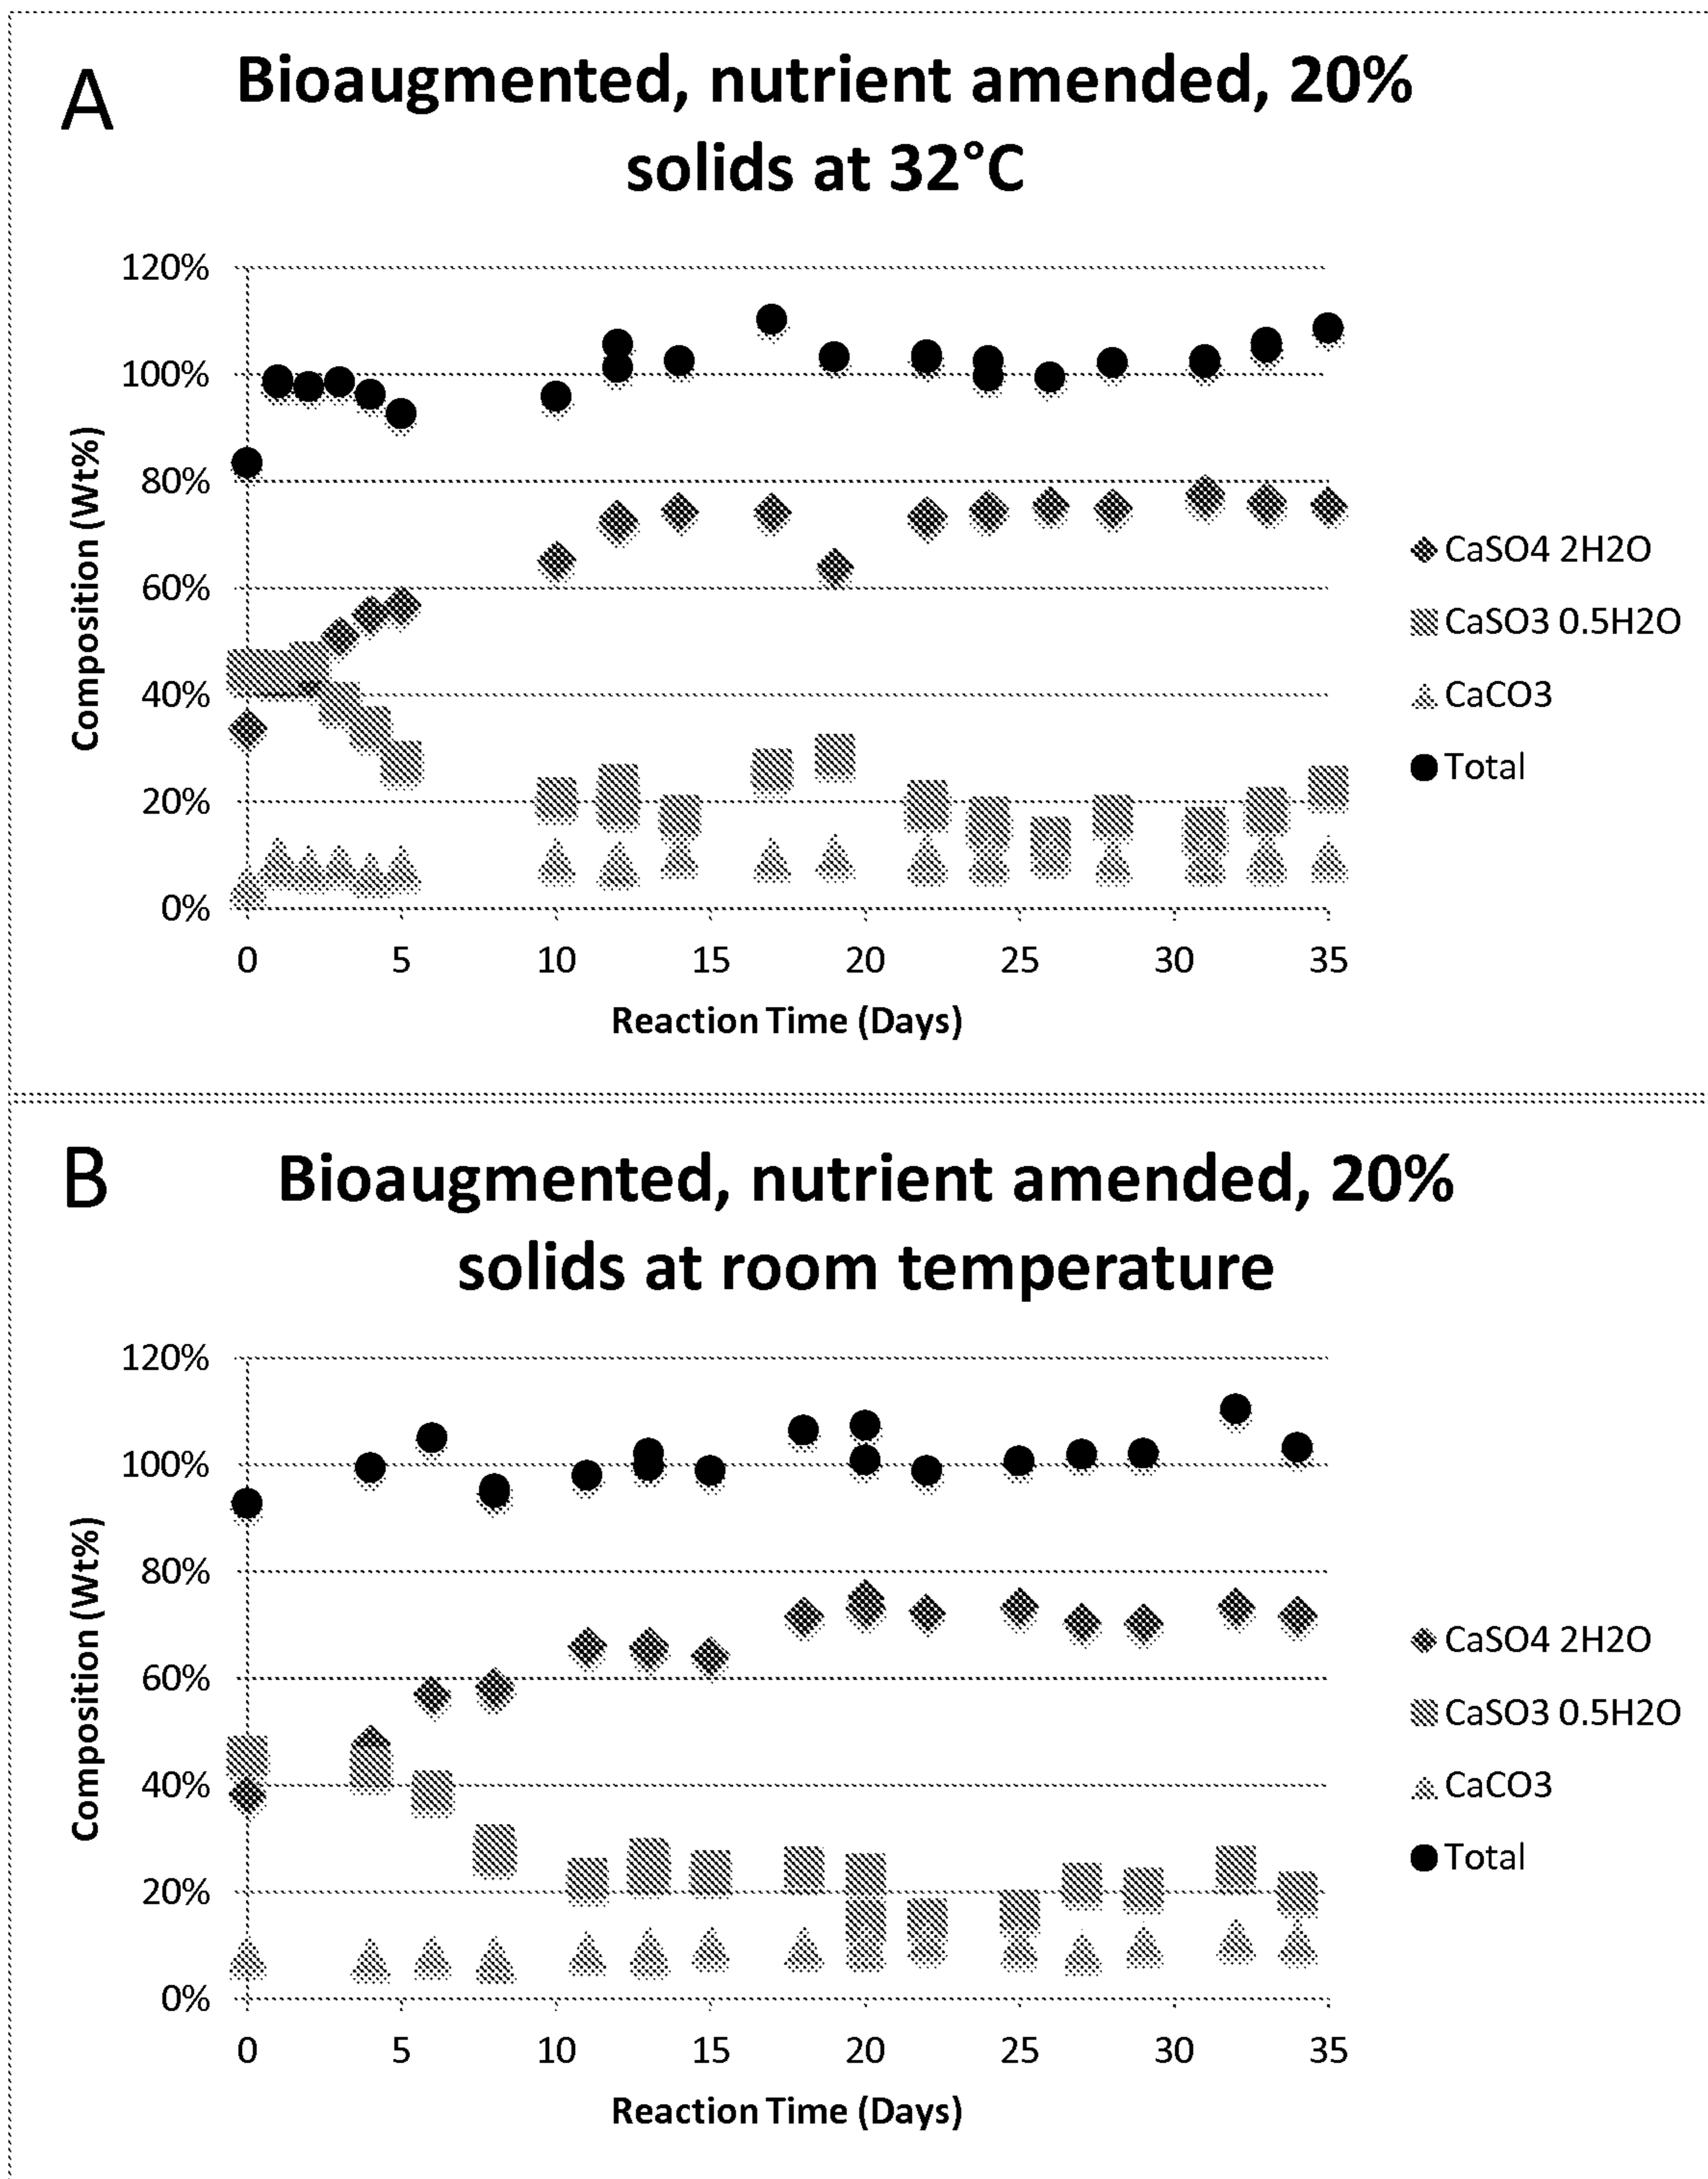 A
Bioaugmented, nutrient amended, 20%
solids at 32°C
120%
100%
80%
60%
40%
20%
0%
Composition (Wt%)
0 5 10 15 20 25 30 35
Reaction Time (Days)
CaSO4 2H2O
CaSO3 0.5H2O
CaCO3
Total
B
Bioaugmented, nutrient amended, 20%
solids at room temperature
120%
100%
80%
60%
40%
20%
0%
Composition (Wt%)
0 5 10 15 20 25 30 35
Reaction Time (Days)
CaSO4 2H2O
CaSO3 0.5H2O
CaCO3
Total